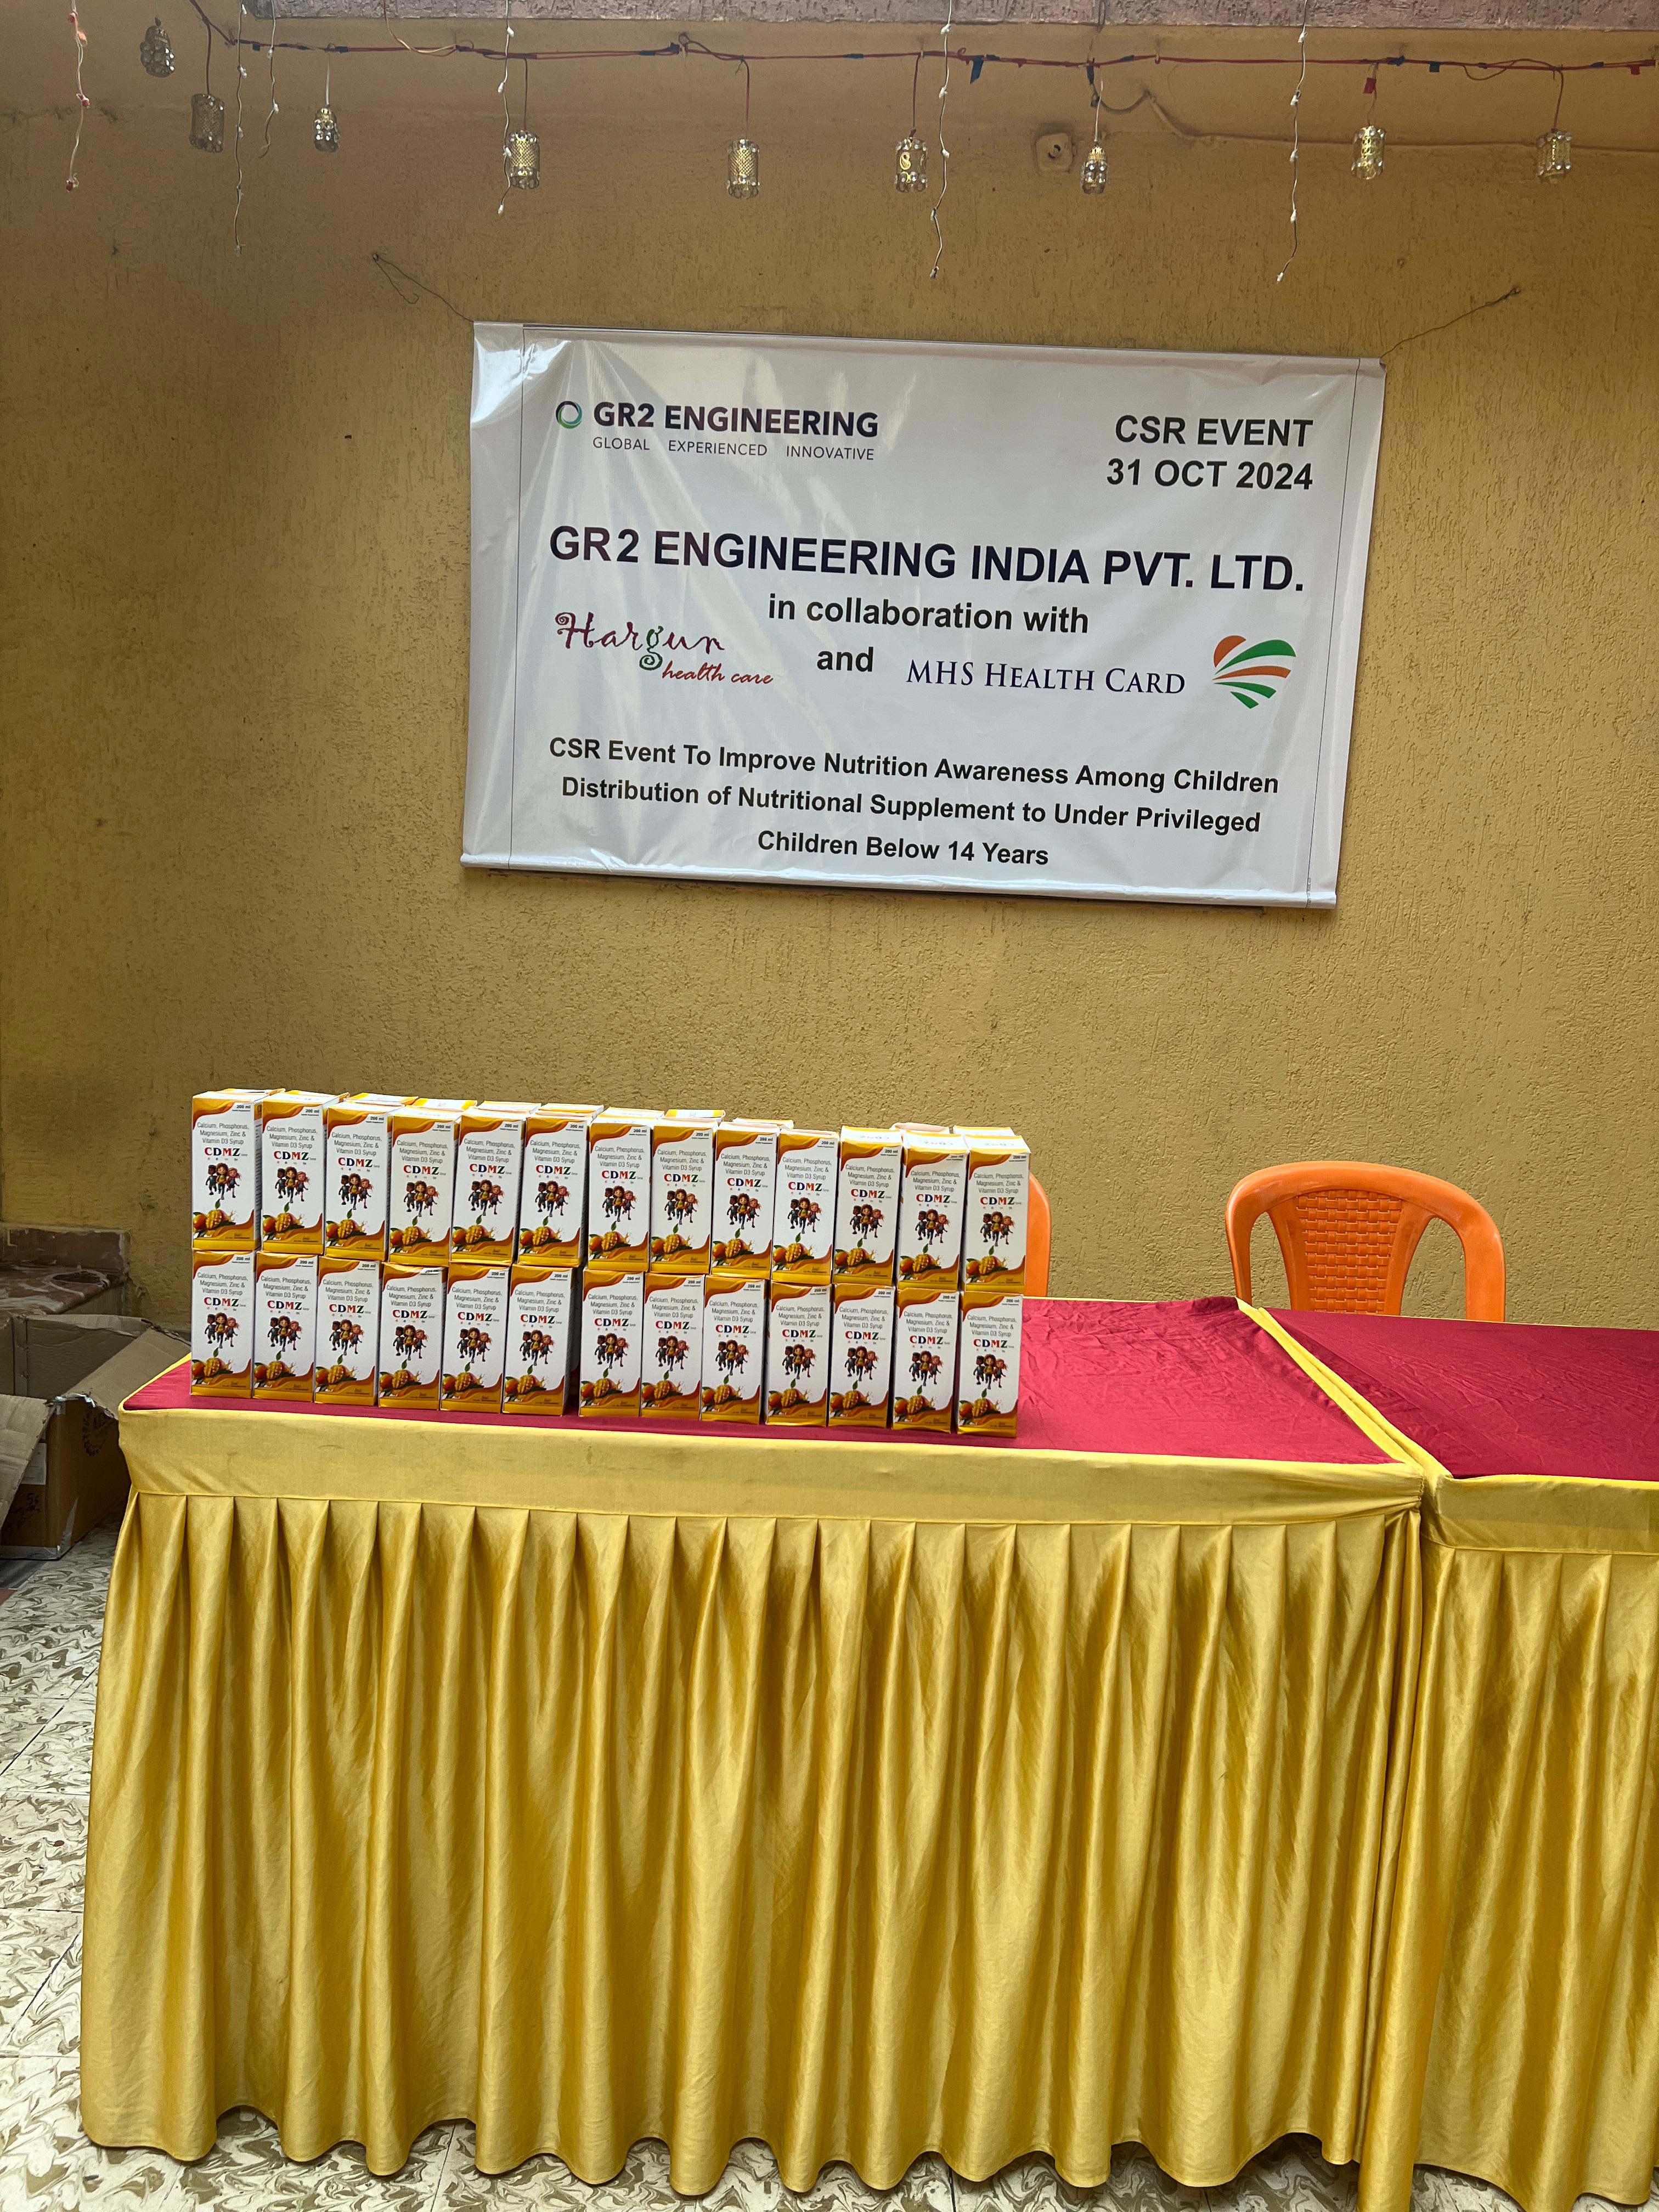 GR2 ENGINEERING
GLOBAL EXPERIENCED INNOVATIVE
CSR EVENT
31 OCT 2024
GR2 ENGINEERING INDIA PVT. LTD.
in collaboration with
Hargun
health care
and
MHS HEALTH CARD
CSR Event To Improve Nutrition Awareness Among Children
Distribution of Nutritional Supplement to Under Privileged
Children Below 14 Years
200 ml
Calcium, Phosphorus,
Magnesium, Zinc &
Vitamin D3 Syrup
CDMZ